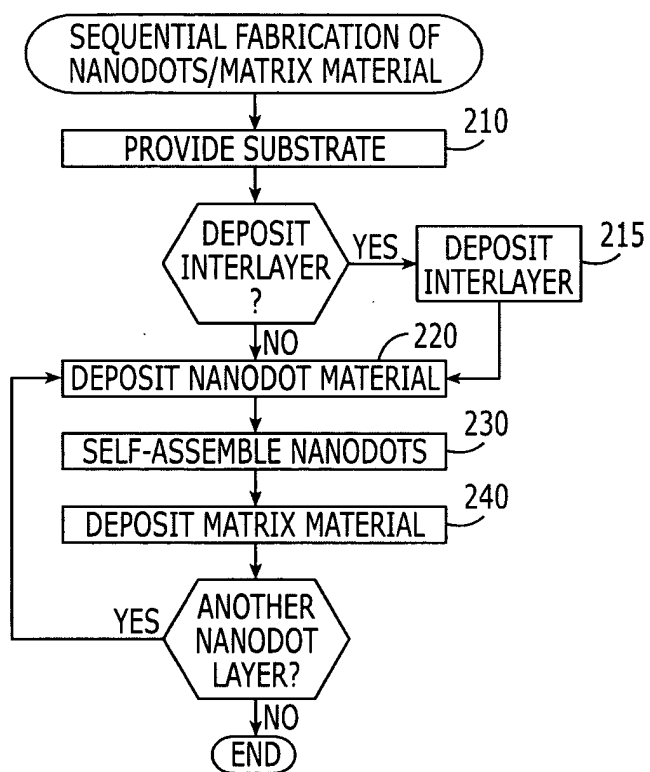 SEQUENTIAL FABRICATION OF
NANODOTS/MATRIX MATERIAL
210
PROVIDE SUBSTRATE
DEPOSIT
INTERLAYER
?
YES
DEPOSIT
INTERLAYER
215
NO
220
DEPOSIT NANODOT MATERIAL
230
SELF-ASSEMBLE NANODOTS
240
DEPOSIT MATRIX MATERIAL
YES
ANOTHER
NANODOT
LAYER?
NO
END